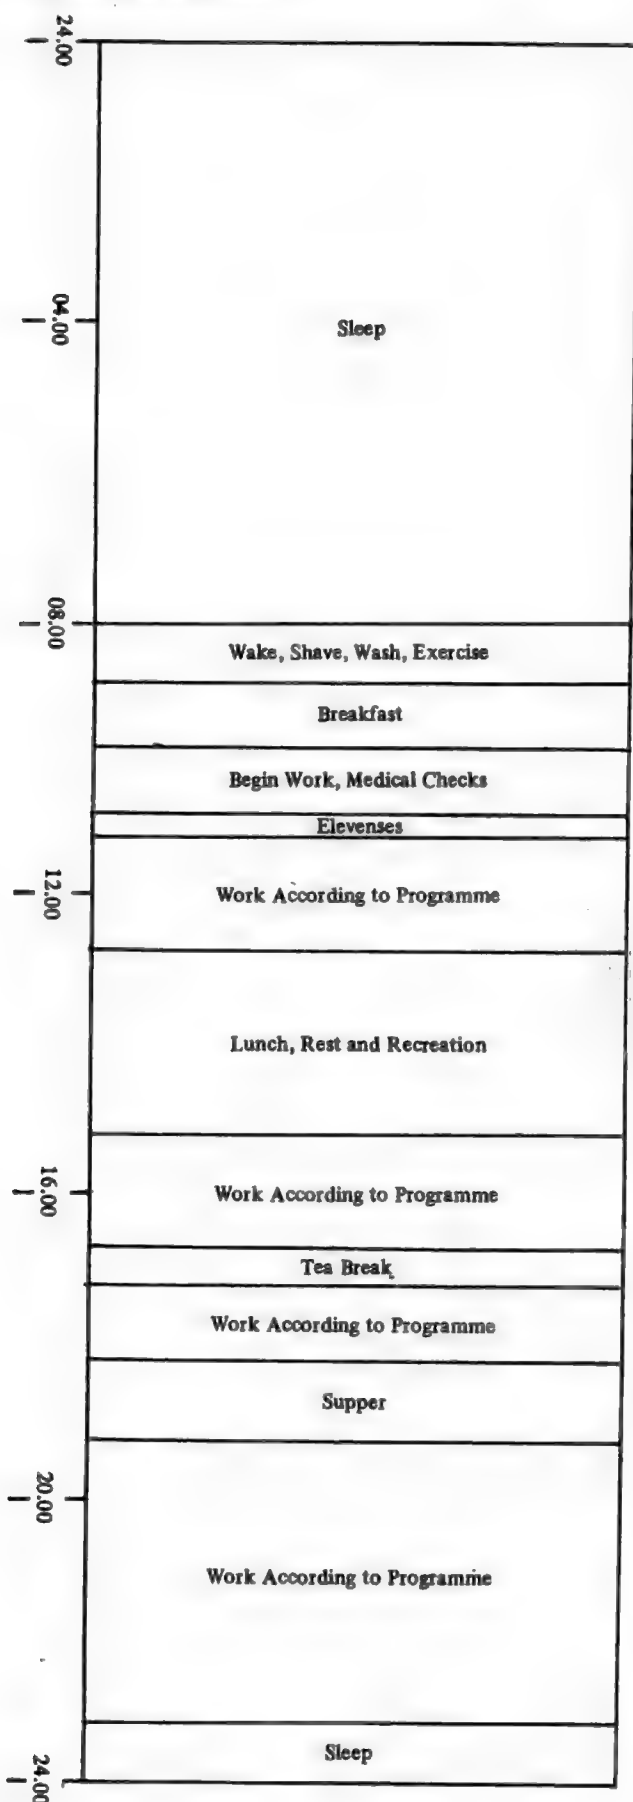 24.00
04.00
Sleep
08.00
Wake, Shave, Wash, Exercise
Breakfast
Begin Work, Medical Checks
Elevenses
12.00
Work According to Programme
Lunch, Rest and Recreation
16.00
Work According to Programme
Tea Break
Work According to Programme
Supper
20.00
Work According to Programme
Sleep
24.00